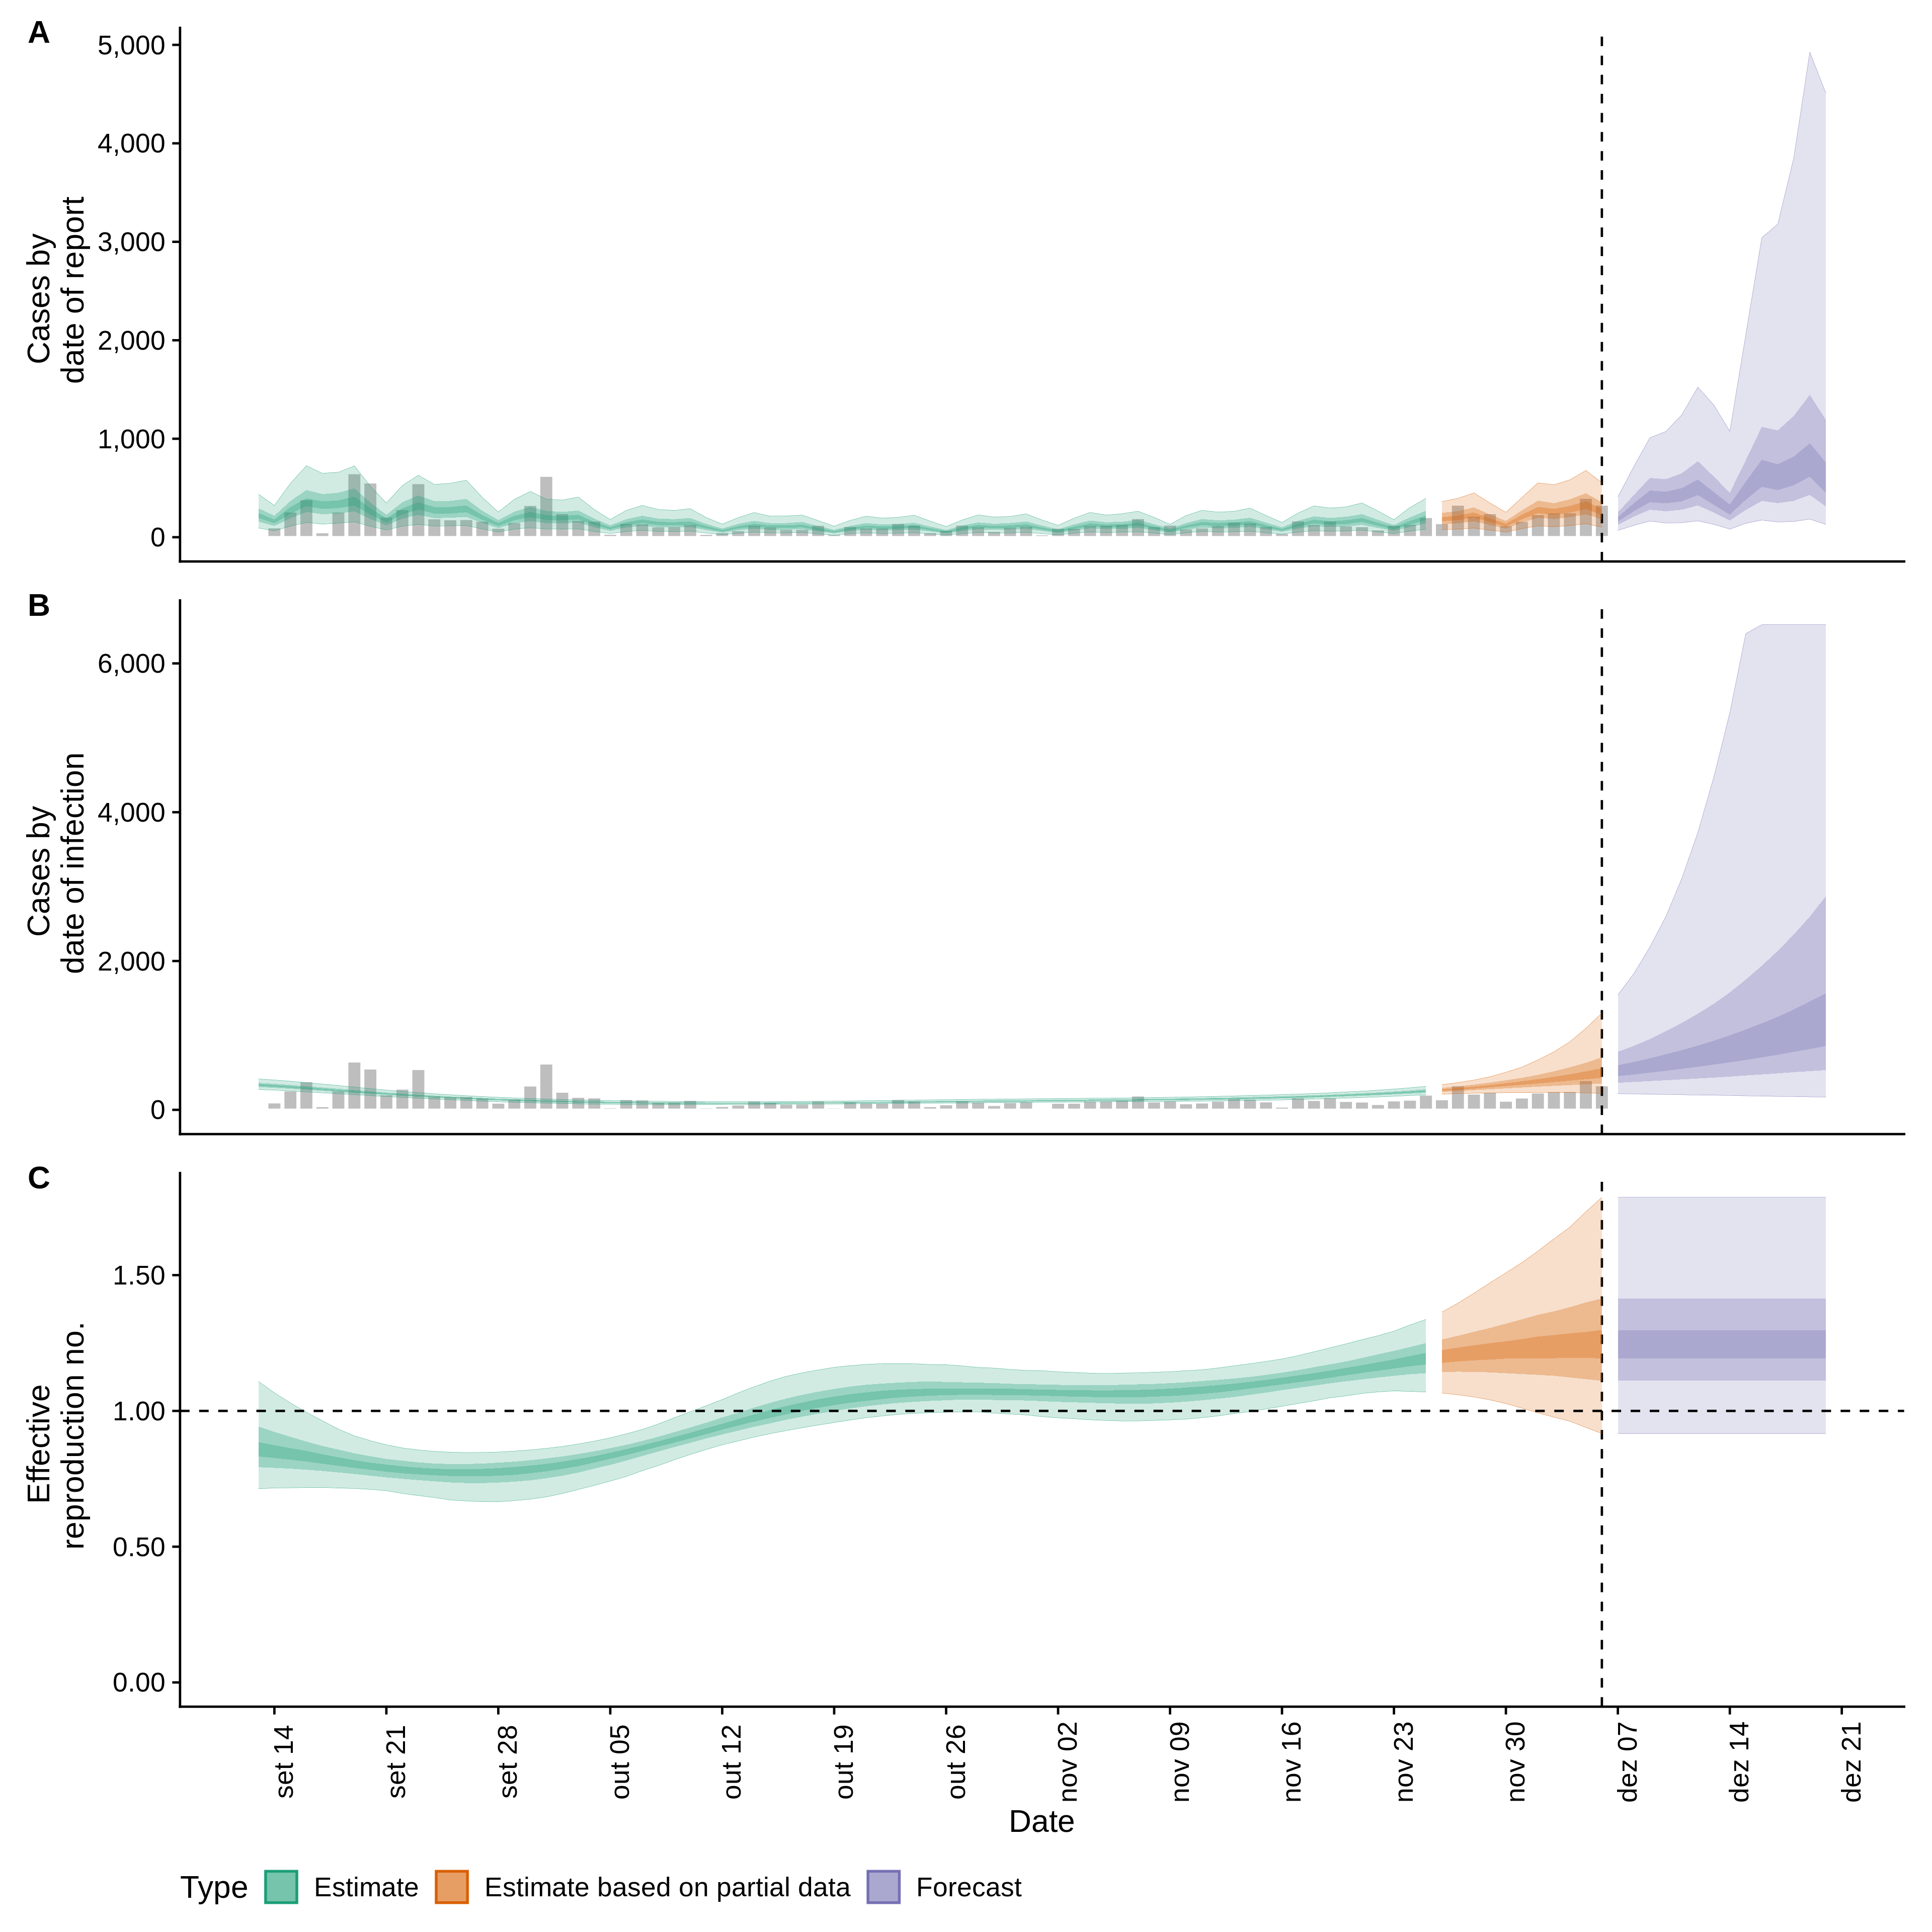 A
5,000
4,000
3,000
2,000
1,000
0
Cases by
date of report
B
6,000
4,000
2,000
0
Cases by
date of infection
C
1.50
1.00
0.50
0.00
Effective
reproduction no.
set 14
set 21
set 28
out 05
out 12
out 19
out 26
nov 02
nov 09
nov 16
nov 23
nov 30
dez 07
dez 14
dez 21
Date
Type Estimate Estimate based on partial data Forecast